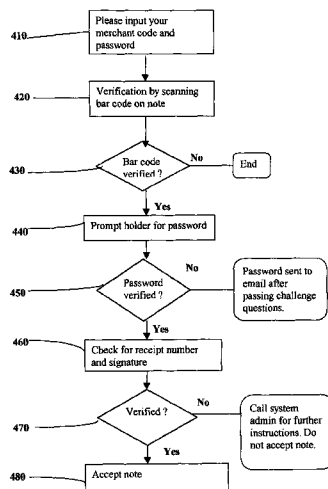 410
Please input your
merchant code and
password
420
Verification by scanning
bar code on note
430
Bar code
verified ?
No
End
Yes
440
Prompt holder for password
450
Password
verified ?
No
Password sent to
email after
passing challenge
questions.
Yes
460
Check for receipt number
and signature
470
Verified ?
No
Call system
admin for further
instructions. Do
not accept note.
Yes
480
Accept note